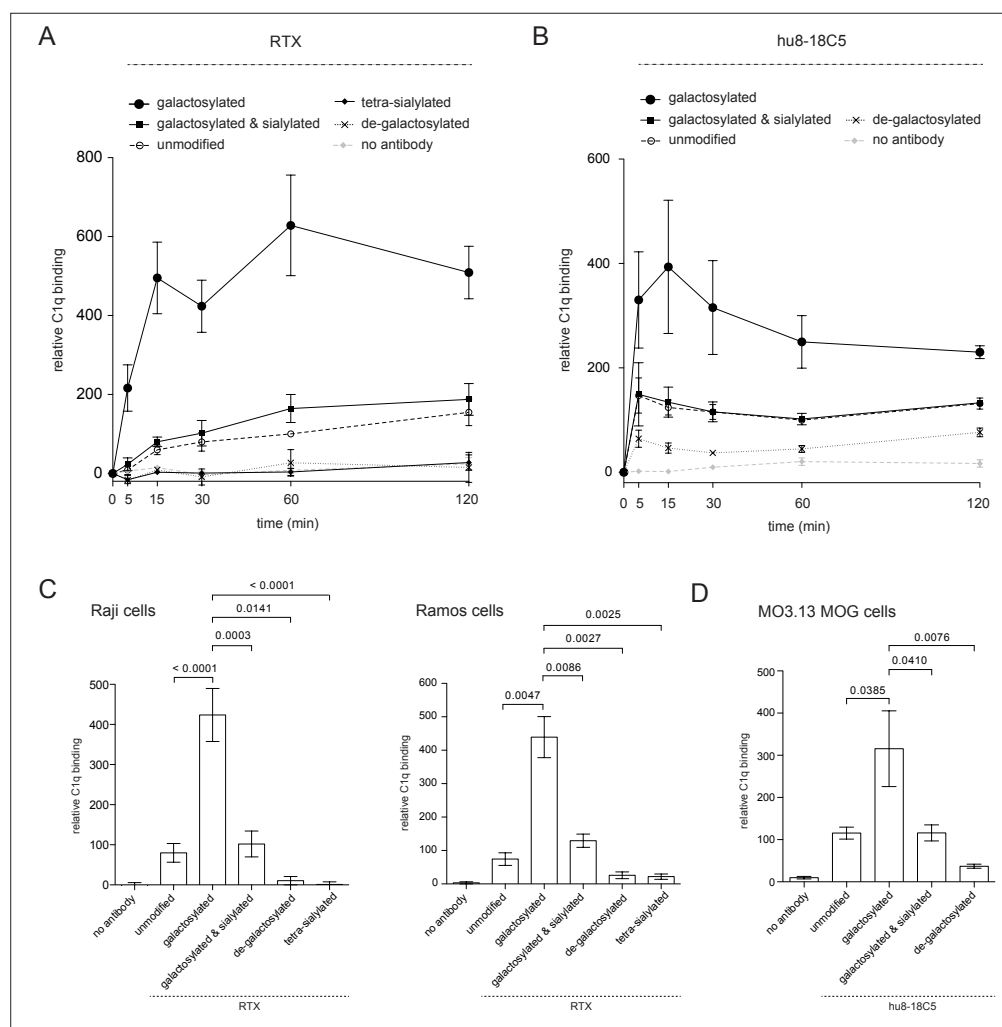 A
RTX
galactosylated
galactosylated & sialylated
unmodified
tetra-sialylated
de-galactosylated
no antibody
800
600
400
200
0
relative C1q binding
0 5 15 30 60 120
time (min)
B
hu8-18C5
galactosylated
galactosylated & sialylated
unmodified
de-galactosylated
no antibody
600
400
200
0
relative C1q binding
0 5 15 30 60 120
time (min)
C
Raji cells
< 0.0001
0.0141
0.0003
< 0.0001
500
400
300
200
100
0
relative C1q binding
no antibody
unmodified
galactosylated
galactosylated & sialylated
de-galactosylated
tetra-sialylated
RTX
Ramos cells
0.0025
0.0027
0.0086
0.0047
600
500
400
300
200
100
0
relative C1q binding
no antibody
unmodified
galactosylated
galactosylated & sialylated
de-galactosylated
tetra-sialylated
RTX
D
MO3.13 MOG cells
0.0076
0.0410
0.0385
500
400
300
200
100
0
relative C1q binding
no antibody
unmodified
galactosylated
galactosylated & sialylated
de-galactosylated
hu8-18C5